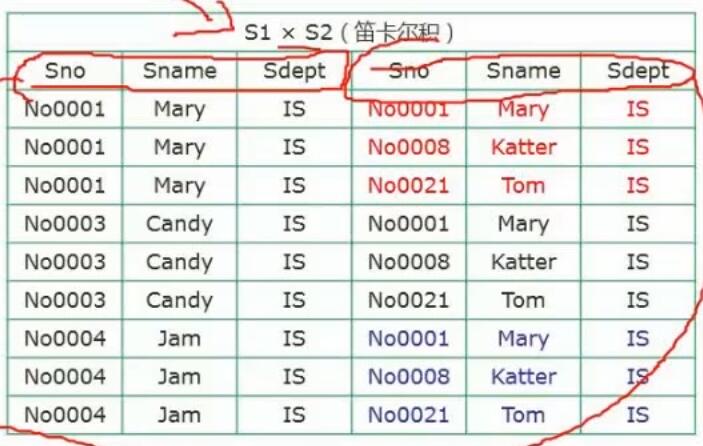 S1 × S2（笛卡尔积）
Sno Sname Sdept Sno Sname Sdept
No0001 Mary IS No0001 Mary IS
No0001 Mary IS No0008 Katter IS
No0001 Mary IS No0021 Tom IS
No0003 Candy IS No0001 Mary IS
No0003 Candy IS No0008 Katter IS
No0003 Candy IS No0021 Tom IS
No0004 Jam IS No0001 Mary IS
No0004 Jam IS No0008 Katter IS
No0004 Jam IS No0021 Tom IS